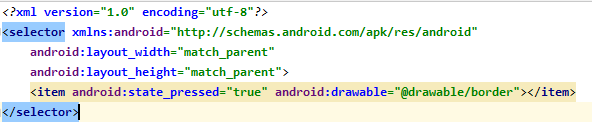 <?xml version="1.0" encoding="utf-8"?>
<selector xmlns:android="http://schemas.android.com/apk/res/android"
    android:layout_width="match_parent"
    android:layout_height="match_parent">
    <item android:state_pressed="true" android:drawable="@drawable/border"></item>
</selector>